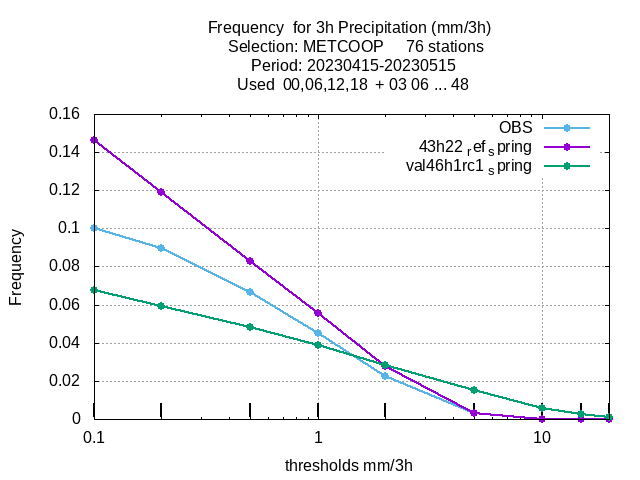 Frequency  for 3h Precipitation (mm/3h)
Selection: METCOOP     76 stations
Period: 20230415-20230515
Used  00,06,12,18  + 03 06 ... 48
0.16
0.14
0.12
0.1
0.08
0.06
0.04
0.02
0
Frequency
OBS
43h22 ref spring
val46h1rc1 spring
0.1
1
10
thresholds mm/3h